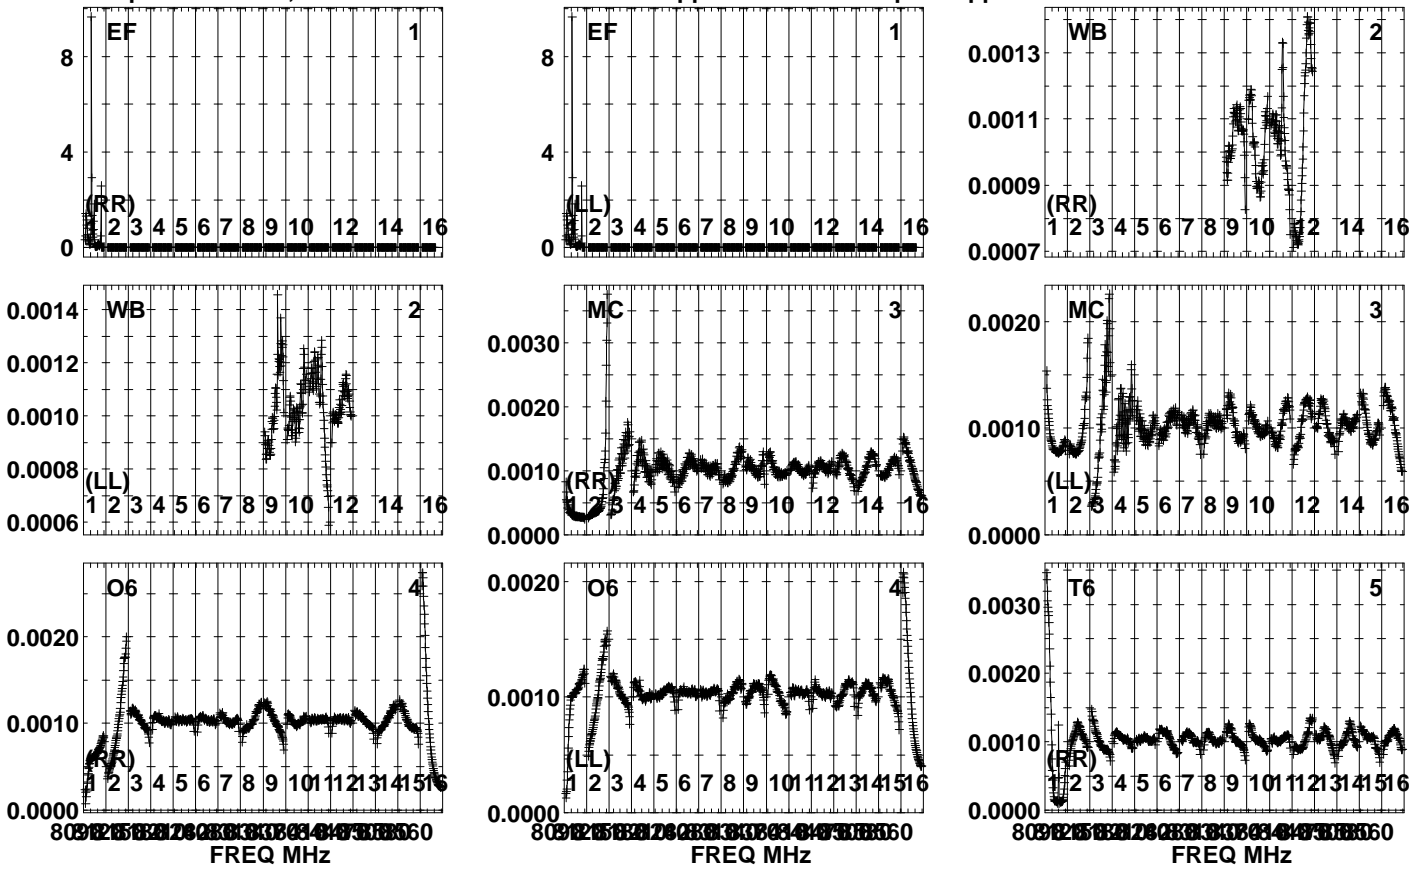 EF 1
8
4
(RR)
1 2 3 4 5 6 7 8 9 10 12 14 16
0
EF 1
8
4
(LL)
2 3 4 5 6 7 8 9 10 12 14 16
0
WB 2
0.0013
0.0011
0.0009
(RR)
1 2 3 4 5 6 7 8 9 10 12 14 16
0.0007
WB 2
0.0014
0.0012
0.0010
0.0008
(LL)
1 2 3 4 5 6 7 8 9 10 12 14 16
0.0006
MC 3
0.0030
0.0020
0.0010
(RR)
1 2 3 4 5 6 7 8 9 10 12 14 16
0.0000
MC 3
0.0020
0.0010
(LL)
1 2 3 4 5 6 7 8 9 10 12 14 16
0.0000
O6 4
0.0020
0.0010
(RR)
1 2 3 4 5 6 7 8 9 10 11 12 13 14 15 16
0.0000
FREQ MHz
O6 4
0.0020
0.0010
(LL)
1 2 3 4 5 6 7 8 9 10 11 12 13 14 15 16
0.0000
FREQ MHz
T6 5
0.0030
0.0020
0.0010
(RR)
1 2 3 4 5 6 7 8 9 10 11 12 13 14 15 16
0.0000
FREQ MHz